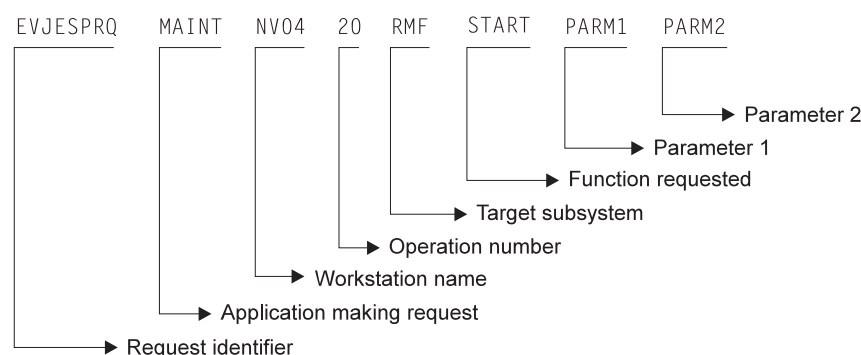 EVJESPRQ MAINT NV04 20 RMF START PARM1 PARM2
Parameter 2
Parameter 1
Function requested
Target subsystem
Operation number
Workstation name
Application making request
Request identifier